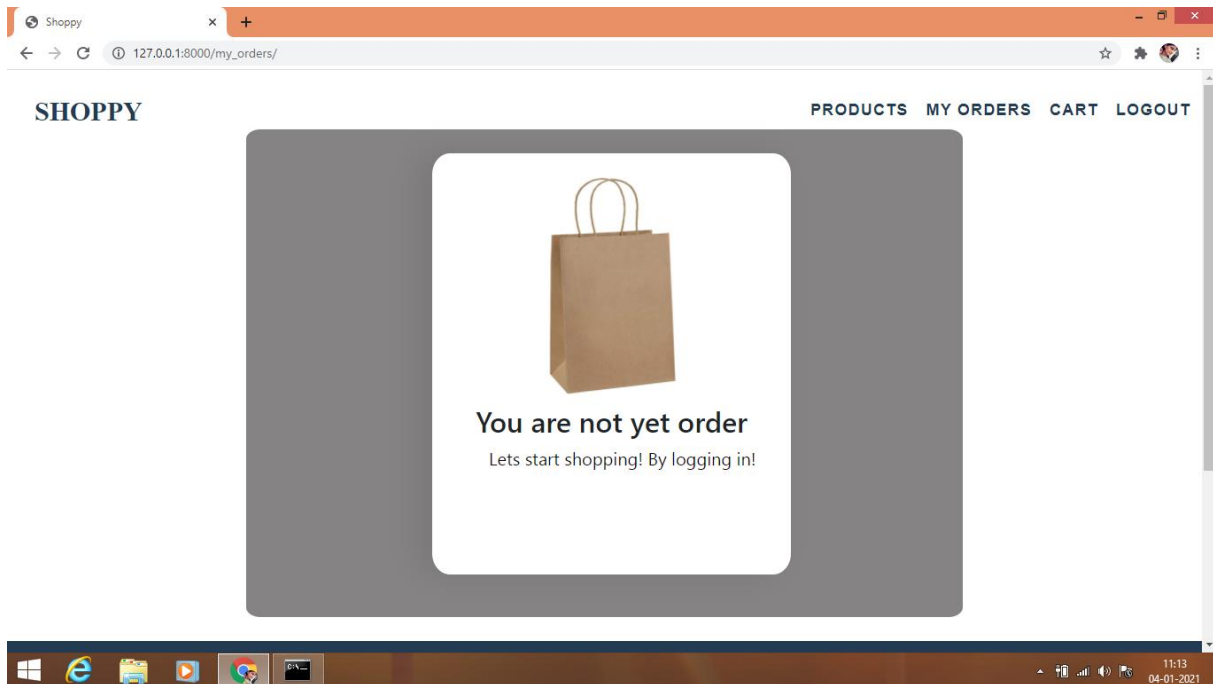 Shoppy
127.0.0.1:8000/my_orders/
SHOPPY
PRODUCTS MY ORDERS CART LOGOUT
You are not yet order
Lets start shopping! By logging in!
C:\_
11:13
04-01-2021